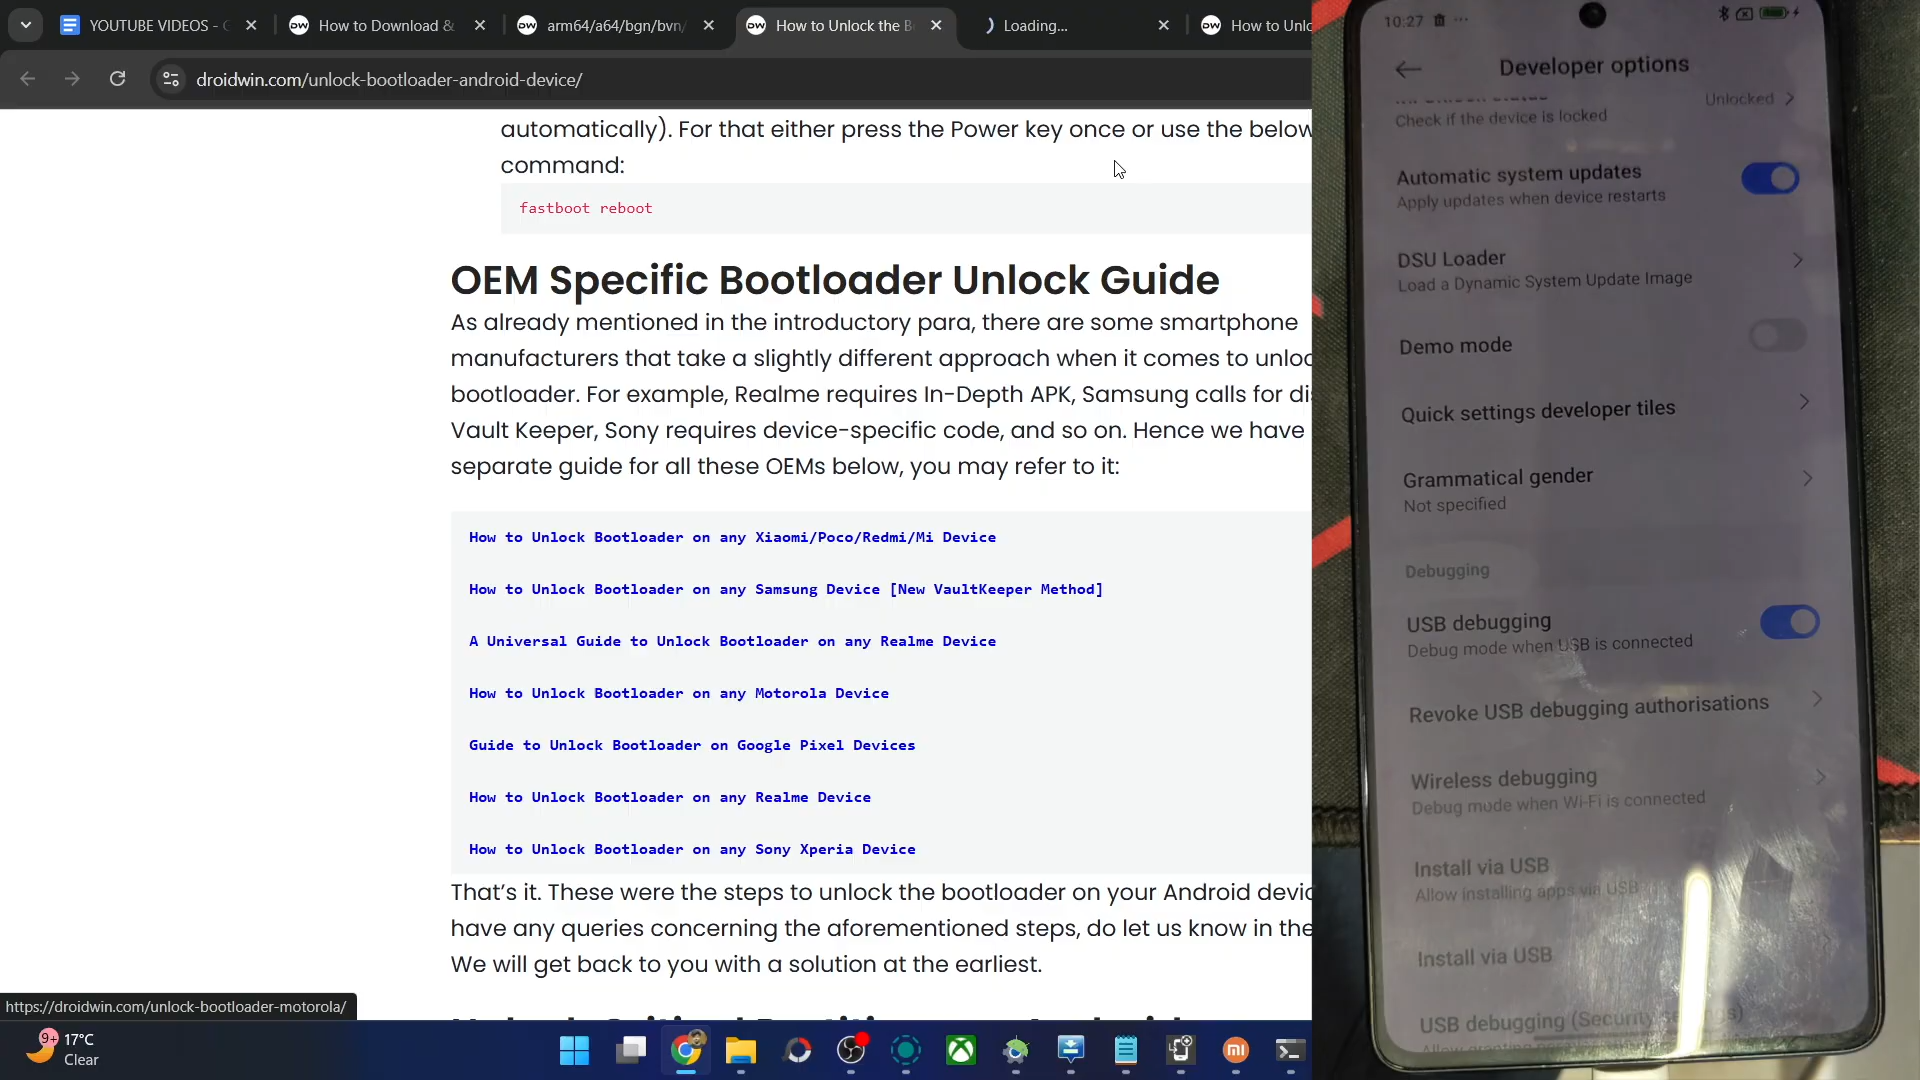 YOUTUBE VIDEOS - G
How to Download &
arm64/a64/bgn/bvn/
How to Unlock the B
Loading...
How to Unlo
droidwin.com/unlock-bootloader-android-device/
automatically). For that either press the Power key once or use the below
command:
fastboot reboot
OEM Specific Bootloader Unlock Guide
As already mentioned in the introductory para, there are some smartphone
manufacturers that take a slightly different approach when it comes to unloc
bootloader. For example, Realme requires In-Depth APK, Samsung calls for di
Vault Keeper, Sony requires device-specific code, and so on. Hence we have
separate guide for all these OEMs below, you may refer to it:
How to Unlock Bootloader on any Xiaomi/Poco/Redmi/Mi Device
How to Unlock Bootloader on any Samsung Device [New VaultKeeper Method]
A Universal Guide to Unlock Bootloader on any Realme Device
How to Unlock Bootloader on any Motorola Device
Guide to Unlock Bootloader on Google Pixel Devices
How to Unlock Bootloader on any Realme Device
How to Unlock Bootloader on any Sony Xperia Device
That's it. These were the steps to unlock the bootloader on your Android devic
have any queries concerning the aforementioned steps, do let us know in the
We will get back to you with a solution at the earliest.
https://droidwin.com/unlock-bootloader-motorola/
9+
17°C
Clear
10:27
Developer options
Unlocked
Check if the device is locked
Automatic system updates
Apply updates when device restarts
DSU Loader
Load a Dynamic System Update Image
Demo mode
Quick settings developer tiles
Grammatical gender
Not specified
Debugging
USB debugging
Debug mode when USB is connected
Revoke USB debugging authorisations
Wireless debugging
Debug mode when Wi-Fi is connected
Install via USB
Allow installing apps via USB
Install via USB
USB debugging (Security settings)